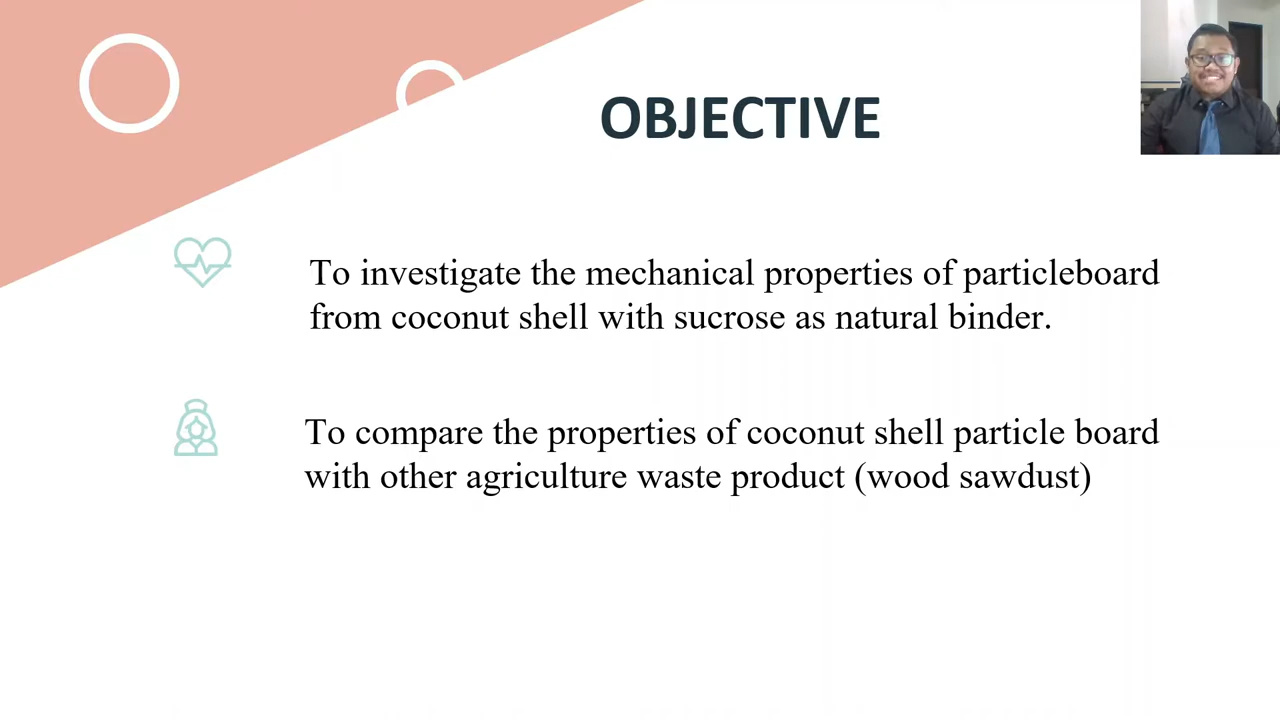 OBJECTIVE
To investigate the mechanical properties of particleboard
from coconut shell with sucrose as natural binder.
To compare the properties of coconut shell particle board
with other agriculture waste product (wood sawdust)